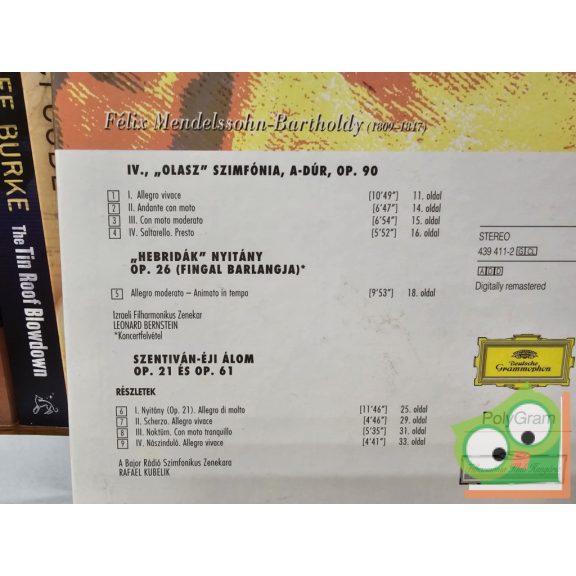 EE BURKE
The Tin Roof Blowdown
CODE
Félix Mendelssohn-Bartholdy (1809–1847)
IV., „OLASZ” SZIMFÓNIA, A-DÚR, OP. 90
1 I. Allegro vivace [10'49"] 11. oldal
2 II. Andante con moto [6'47"] 14. oldal
3 III. Con moto moderato [6'54"] 15. oldal
4 IV. Saltarello. Presto [5'52"] 16. oldal
„HEBRIDÁK” NYITÁNY
OP. 26 (FINGAL BARLANGJA)*
5 Allegro moderato – Animato in tempo [9'53"] 18. oldal
Izraeli Filharmonikus Zenekar
LEONARD BERNSTEIN
*Koncertfelvétel
SZENTIVÁN-ÉJI ÁLOM
OP. 21 ÉS OP. 61
RÉSZLETEK
6 I. Nyitány (Op. 21). Allegro di molto [11'46"] 25. oldal
7 II. Scherzo. Allegro vivace [4'46"] 29. oldal
8 III. Noktürn. Con moto tranquillo [5'35"] 31. oldal
9 IV. Nászinduló. Allegro vivace [4'41"] 33. oldal
A Bajor Rádió Szimfonikus Zenekara
RAFAEL KUBELIK
STEREO
439 411-2 G CL
ADD
Digitally remastered
Deutsche
Grammophon
PolyGram